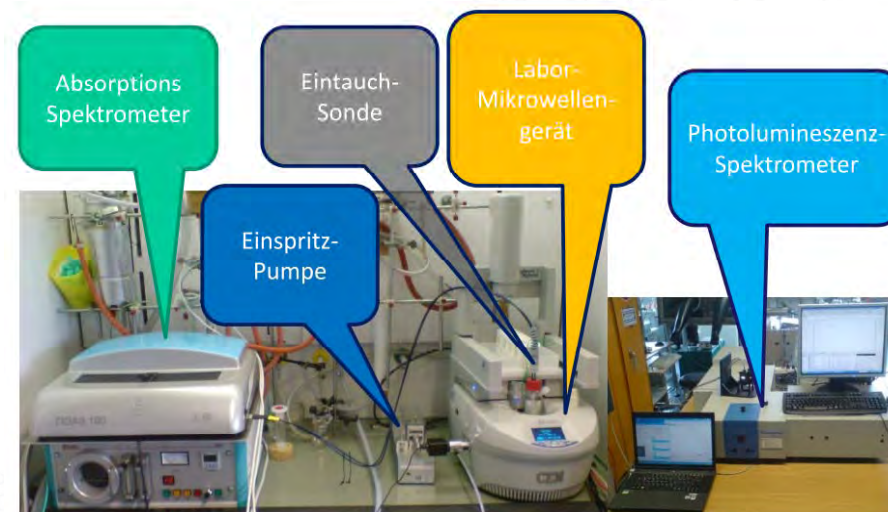 Absorptions
Spektrometer
Eintauch-
Sonde
Labor-
Mikrowellen-
gerät
Photolumineszenz-
Spektrometer
Einspritz-
Pumpe